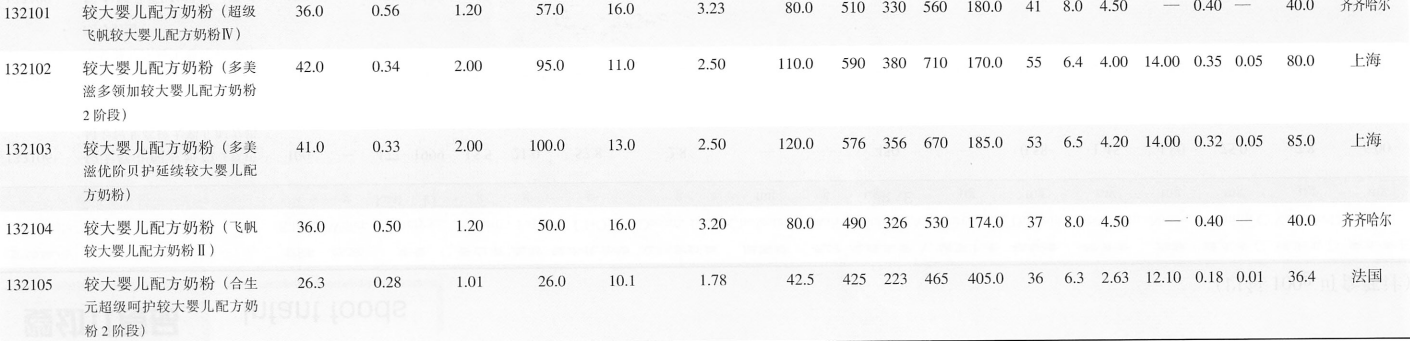 132101 较大婴儿配方奶粉（超级 36.0 0.56 1.20 57.0 16.0 3.23 80.0 510 330 560 180.0 41 8.0 4.50 — 0.40 — 40.0 齐齐哈尔
飞帆较大婴儿配方奶粉Ⅳ）
132102 较大婴儿配方奶粉（多美 42.0 0.34 2.00 95.0 11.0 2.50 110.0 590 380 710 170.0 55 6.4 4.00 14.00 0.35 0.05 80.0 上海
滋多领加较大婴儿配方奶粉
2 阶段）
132103 较大婴儿配方奶粉（多美 41.0 0.33 2.00 100.0 13.0 2.50 120.0 576 356 670 185.0 53 6.5 4.20 14.00 0.32 0.05 85.0 上海
滋优阶贝护延续较大婴儿配
方奶粉）
132104 较大婴儿配方奶粉（飞帆 36.0 0.50 1.20 50.0 16.0 3.20 80.0 490 326 530 174.0 37 8.0 4.50 — 0.40 — 40.0 齐齐哈尔
较大婴儿配方奶粉Ⅱ）
132105 较大婴儿配方奶粉（合生 26.3 0.28 1.01 26.0 10.1 1.78 42.5 425 223 465 405.0 36 6.3 2.63 12.10 0.18 0.01 36.4 法国
元超级呵护较大婴儿配方奶
粉 2 阶段）